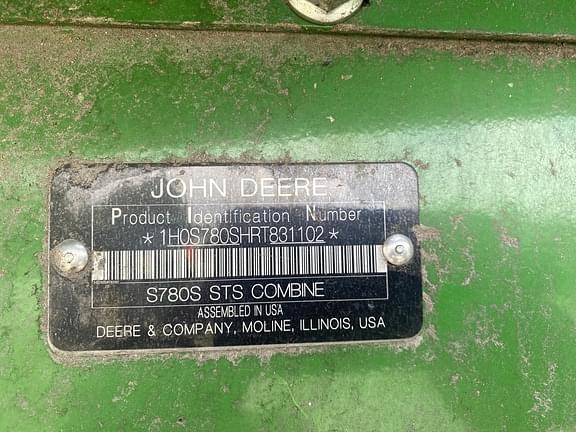 JOHN DEERE
Product Identification Number
*1H0S780SHRT831102*
S780S STS COMBINE
ASSEMBLED IN USA
DEERE & COMPANY, MOLINE, ILLINOIS, USA